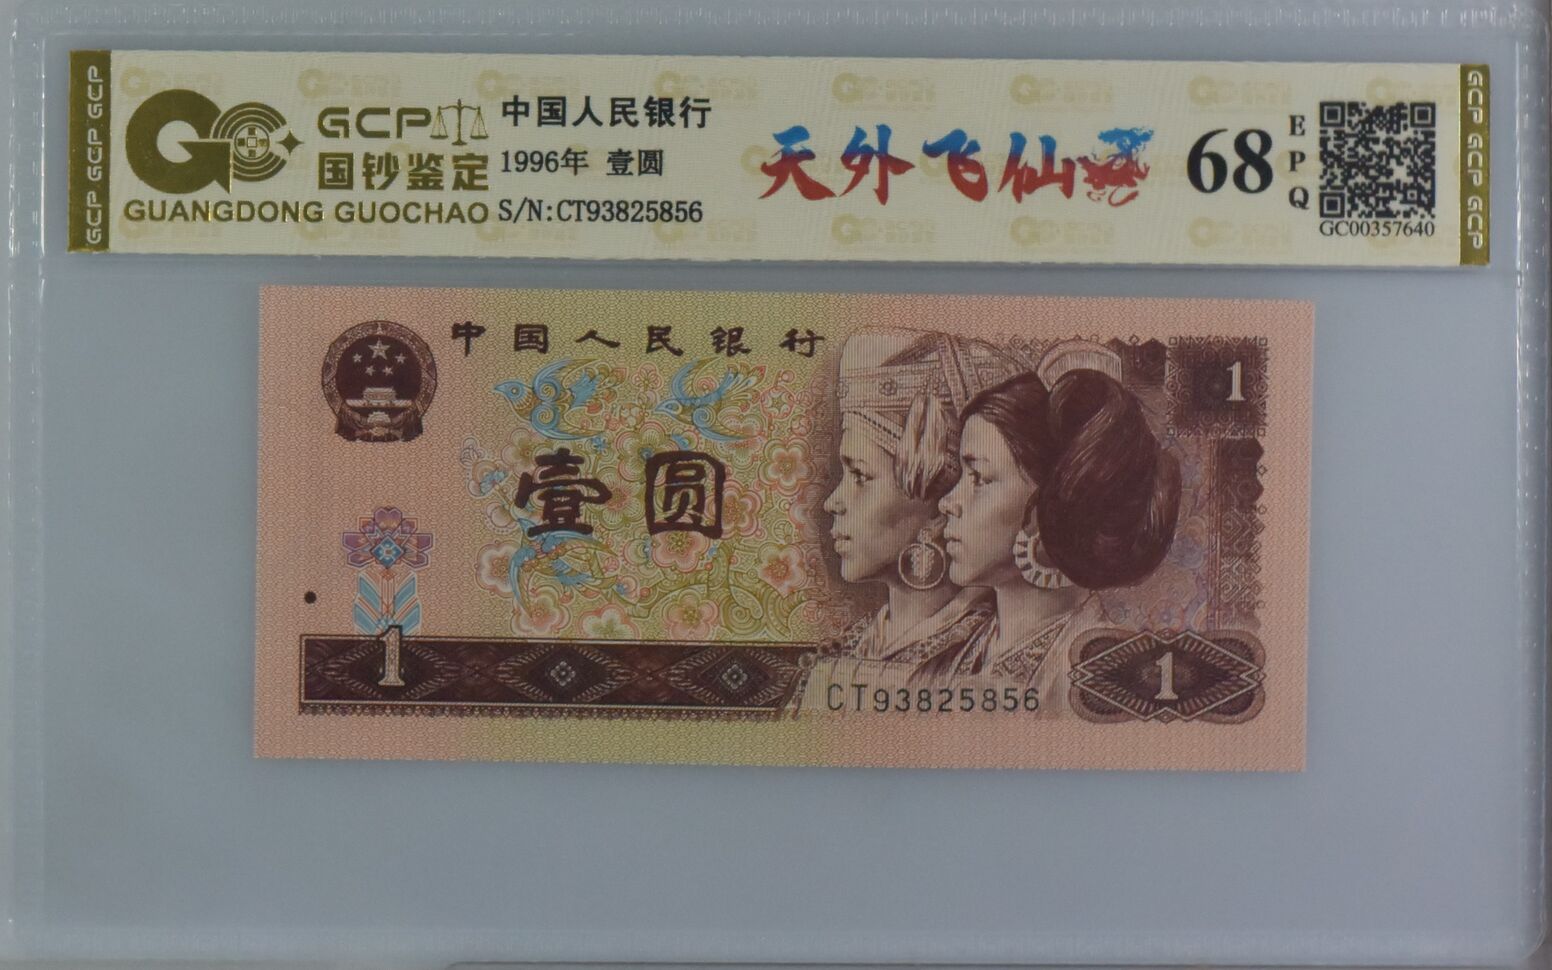 GCP GCP GCP
GCP
国钞鉴定
GUANGDONG GUOCHAO
中国人民银行
1996年 壹圆
S/N:CT93825856
天外飞仙
68
EPQ
GC00357640
GCP GCP GCP
中国人民银行
1
壹圆
1
CT93825856
1